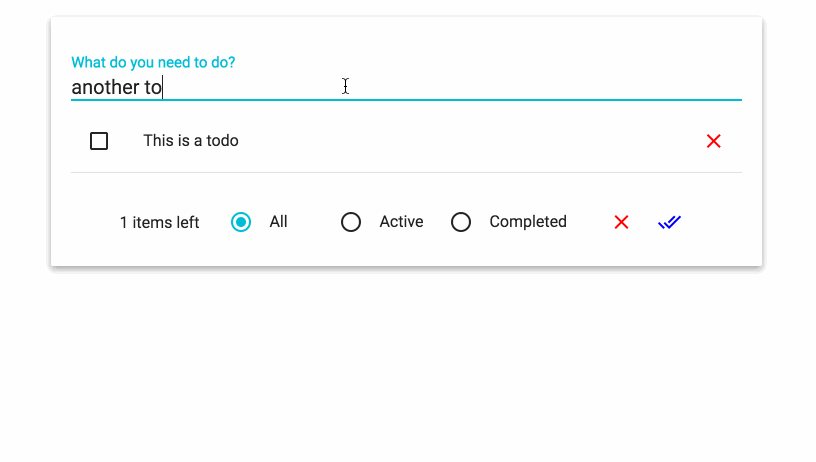 What do you need to do?
another to
This is a todo
1 items left All Active Completed